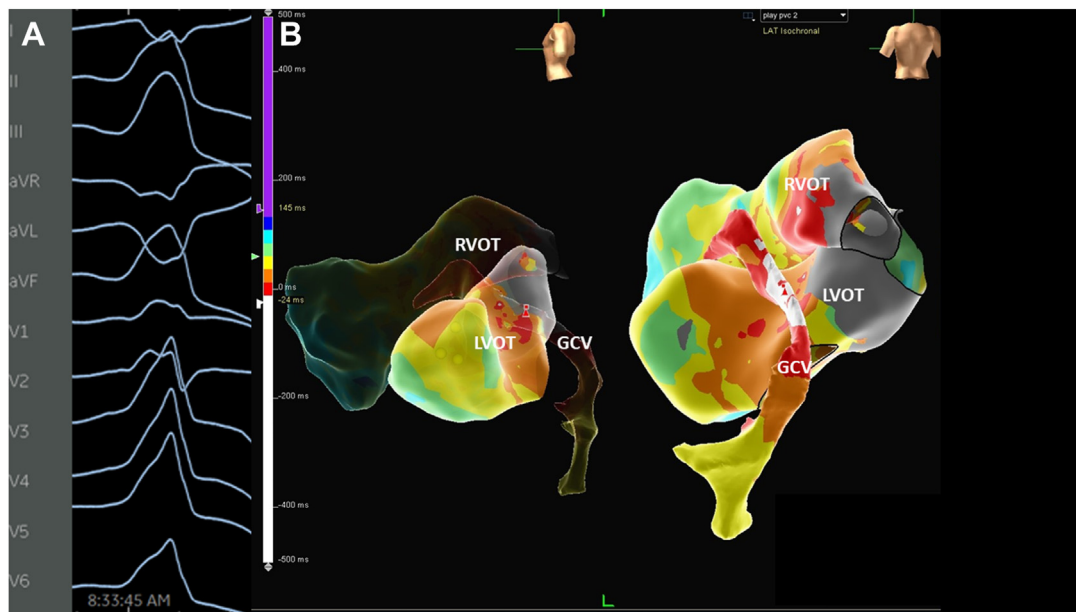 A
I
II
III
aVR
aVL
aVF
V1
V2
V3
V4
V5
V6
8:33:45 AM
B
500 ms
400 ms
200 ms
145 ms
0 ms
-24 ms
-200 ms
-400 ms
-500 ms
play pvc 2
LAT Isochronal
RVOT
LVOT
GCV
RVOT
LVOT
GCV